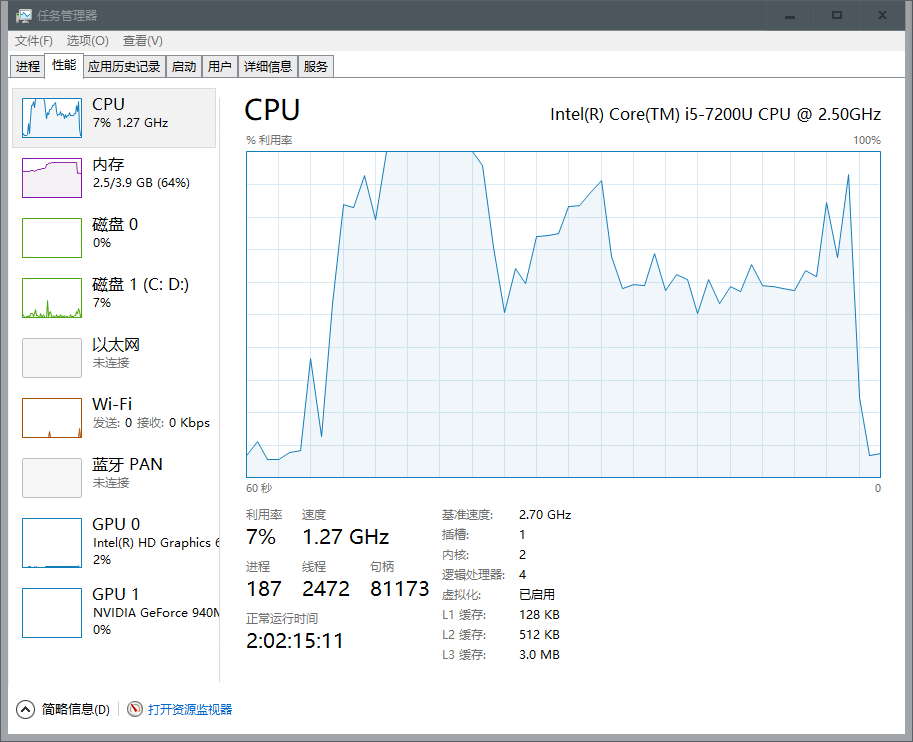 任务管理器
文件(F) 选项(O) 查看(V)
进程 性能 应用历史记录 启动 用户 详细信息 服务
CPU
7% 1.27 GHz
内存
2.5/3.9 GB (64%)
磁盘 0
0%
磁盘 1 (C: D:)
7%
以太网
未连接
Wi-Fi
发送: 0 接收: 0 Kbps
蓝牙 PAN
未连接
GPU 0
Intel(R) HD Graphics 6
2%
GPU 1
NVIDIA GeForce 940M
0%
CPU
Intel(R) Core(TM) i5-7200U CPU @ 2.50GHz
% 利用率 100%
60 秒 0
利用率 速度
7% 1.27 GHz
进程 线程 句柄
187 2472 81173
正常运行时间
2:02:15:11
基准速度: 2.70 GHz
插槽: 1
内核: 2
逻辑处理器: 4
虚拟化: 已启用
L1 缓存: 128 KB
L2 缓存: 512 KB
L3 缓存: 3.0 MB
简略信息(D) 打开资源监视器